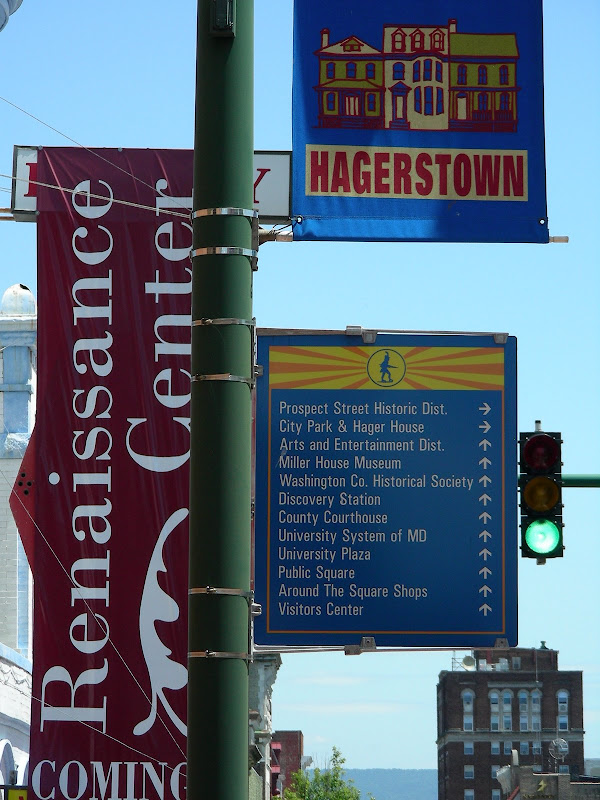 HAGERSTOWN
Renaissance
Center
COMING
Prospect Street Historic Dist. →
City Park & Hager House →
Arts and Entertainment Dist. ↑
Miller House Museum ↑
Washington Co. Historical Society ↑
Discovery Station ↑
County Courthouse ↑
University System of MD ↑
University Plaza ↑
Public Square ↑
Around The Square Shops ↑
Visitors Center ↑